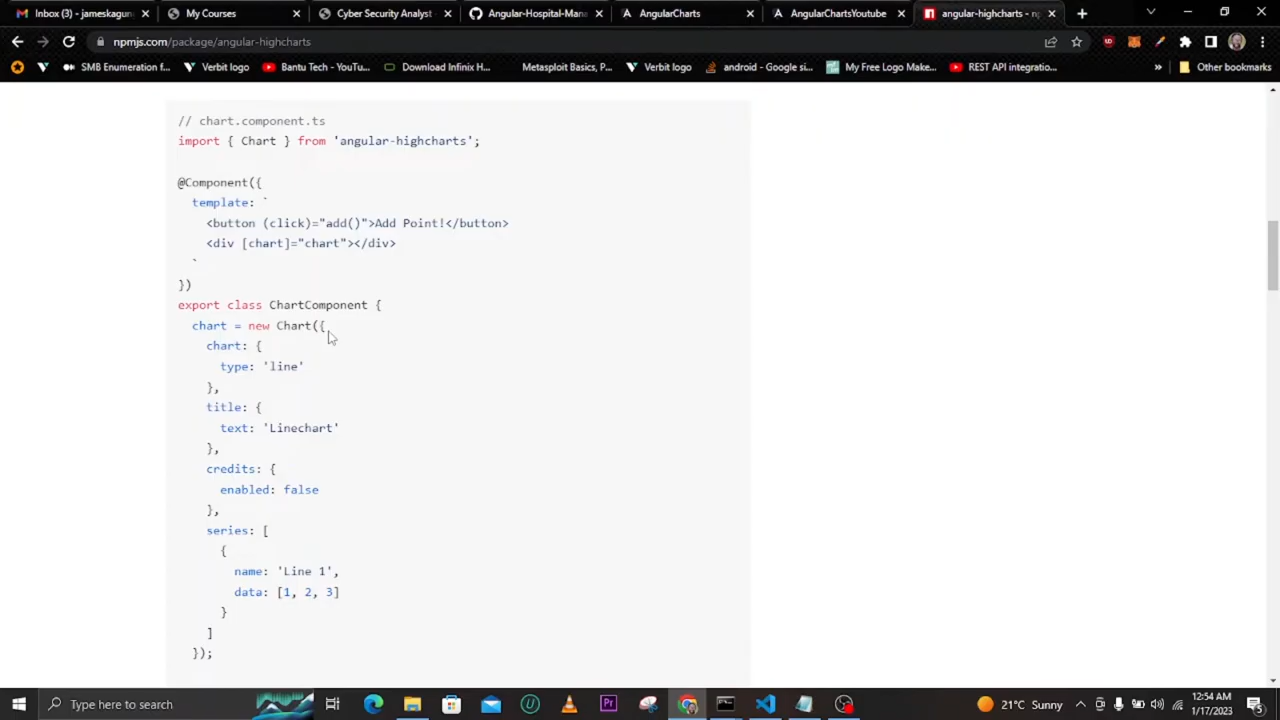 Inbox (3) - jameskagun
My Courses
Cyber Security Analyst -
Angular-Hospital-Mana
AngularCharts
AngularChartsYoutube
angular-highcharts - np
npmjs.com/package/angular-highcharts
SMB Enumeration f...
Verbit logo
Bantu Tech - YouTu...
Download Infinix H...
Metasploit Basics, P...
Verbit logo
android - Google si...
My Free Logo Make...
REST API integratio...
»
Other bookmarks
// chart.component.ts
import { Chart } from 'angular-highcharts';
@Component({
template: `
<button (click)="add()">Add Point!</button>
<div [chart]="chart"></div>
`
})
export class ChartComponent {
chart = new Chart({
chart: {
type: 'line'
},
title: {
text: 'Linechart'
},
credits: {
enabled: false
},
series: [
{
name: 'Line 1',
data: [1, 2, 3]
}
]
});
Type here to search
Pr
21°C Sunny
12:54 AM
1/17/2023